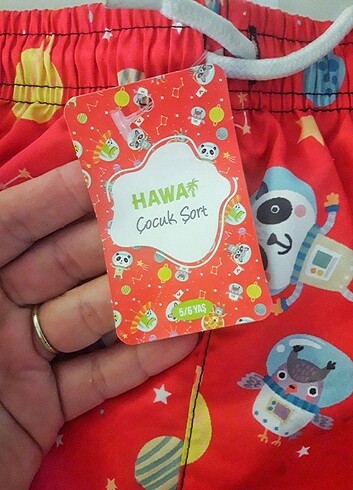 HAWAİ
Çocuk Şort
5/6 YAŞ